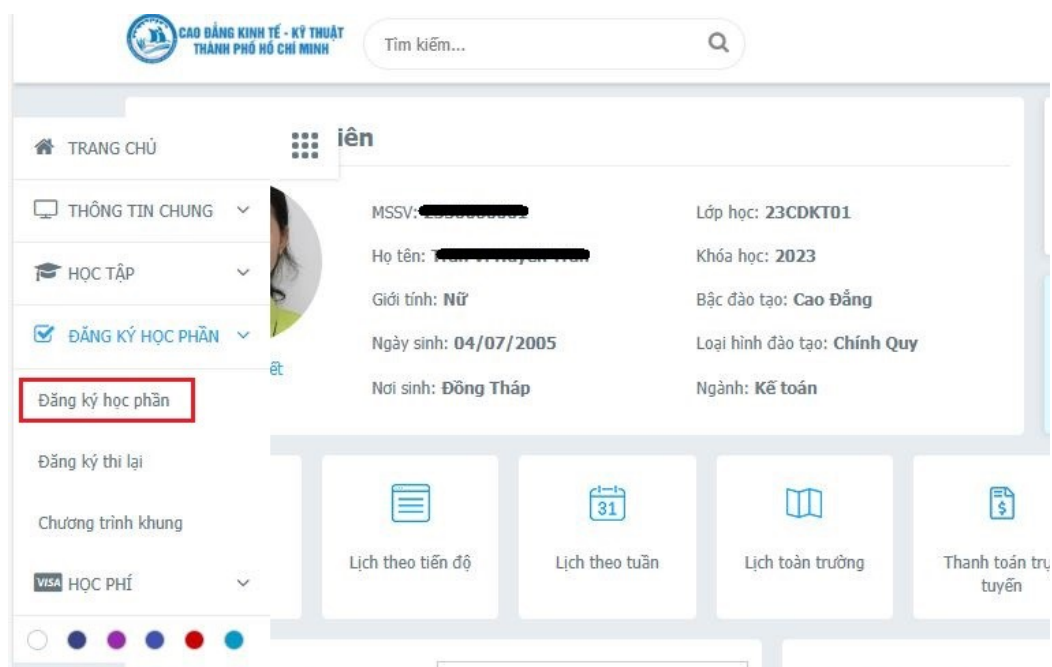 CAO ĐẲNG KINH TẾ - KỸ THUẬT
THÀNH PHỐ HỒ CHÍ MINH
Tìm kiếm...
TRANG CHỦ
THÔNG TIN CHUNG
HỌC TẬP
ĐĂNG KÝ HỌC PHẦN
Đăng ký học phần
Đăng ký thi lại
Chương trình khung
VISA HỌC PHÍ
iên
MSSV:
Họ tên:
Giới tính: Nữ
Ngày sinh: 04/07/2005
Nơi sinh: Đồng Tháp
Lớp học: 23CDKT01
Khóa học: 2023
Bậc đào tạo: Cao Đẳng
Loại hình đào tạo: Chính Quy
Ngành: Kế toán
ết
Lịch theo tiến độ
31
Lịch theo tuần
Lịch toàn trường
$
Thanh toán trụ
tuyến